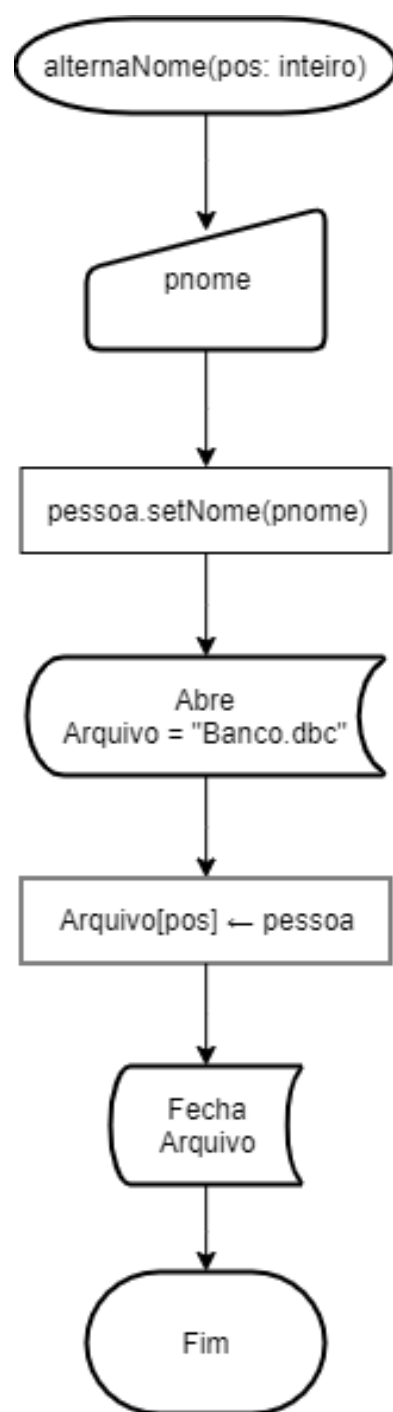 alternaNome(pos: inteiro)
pnome
pessoa.setNome(pnome)
Abre
Arquivo = "Banco.dbc"
Arquivo[pos] ← pessoa
Fecha
Arquivo
Fim